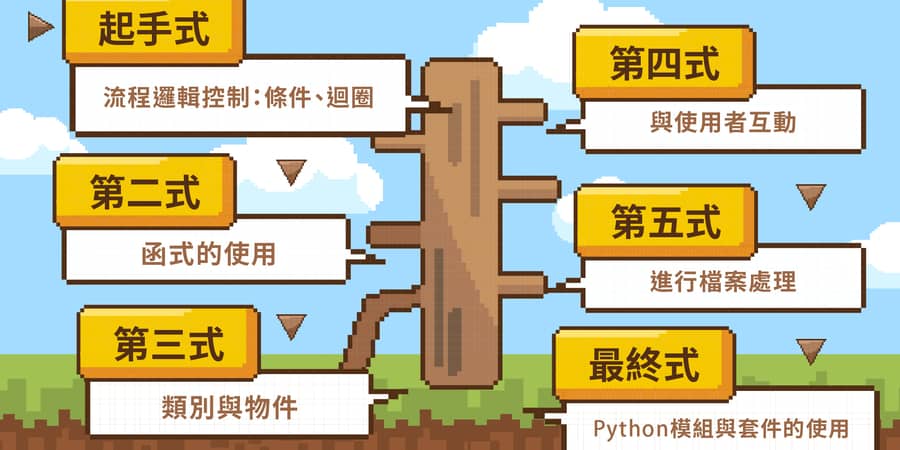 起手式
流程邏輯控制：條件、迴圈
第二式
函式的使用
第三式
類別與物件
第四式
與使用者互動
第五式
進行檔案處理
最終式
Python模組與套件的使用